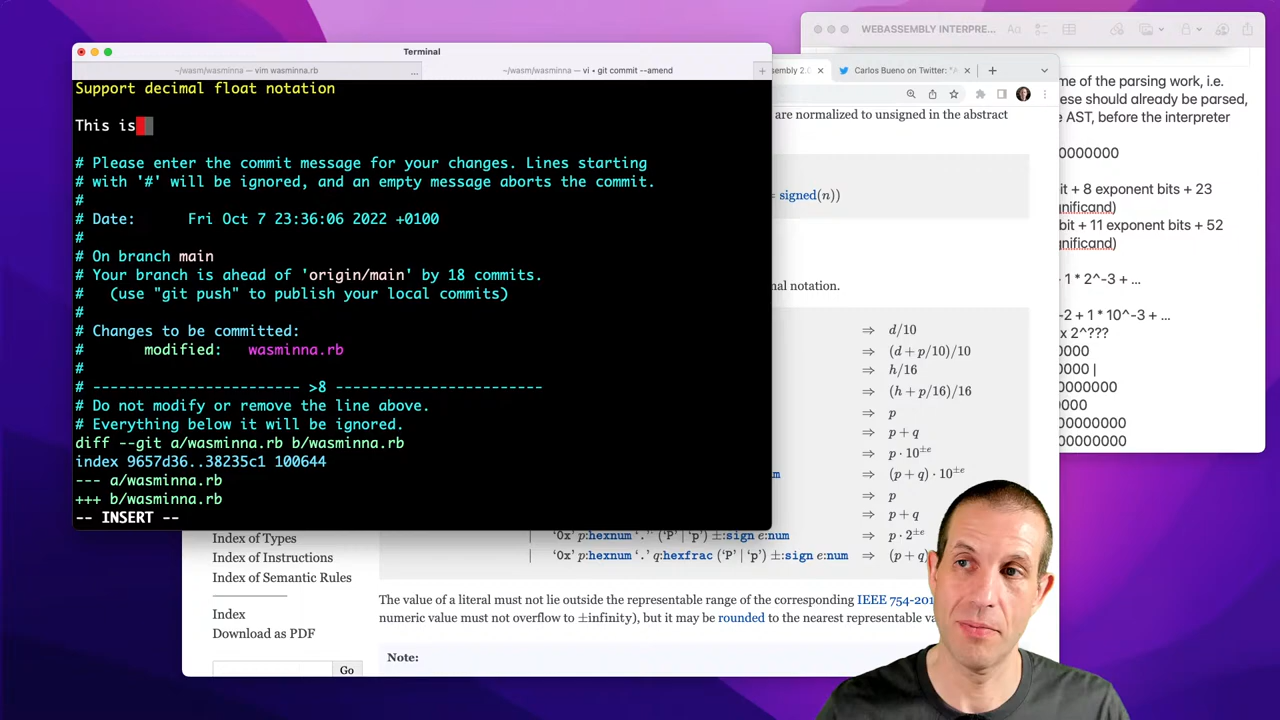 Terminal
~/wasm/wasminna — vim wasminna.rb
...
~/wasm/wasminna — vi • git commit --amend
+
Support decimal float notation
This is
# Please enter the commit message for your changes. Lines starting
# with '#' will be ignored, and an empty message aborts the commit.
#
# Date:      Fri Oct 7 23:36:06 2022 +0100
#
# On branch main
# Your branch is ahead of 'origin/main' by 18 commits.
#   (use "git push" to publish your local commits)
#
# Changes to be committed:
#       modified:   wasminna.rb
#
# ------------------------ >8 ------------------------
# Do not modify or remove the line above.
# Everything below it will be ignored.
diff --git a/wasminna.rb b/wasminna.rb
index 9657d36..38235c1 100644
--- a/wasminna.rb
+++ b/wasminna.rb
-- INSERT --
WEBASSEMBLY INTERPRE...
Aa
me of the parsing work, i.e.
ese should already be parsed,
e AST, before the interpreter
00000000
it + 8 exponent bits + 23
gnificand)
bit + 11 exponent bits + 52
gnificand)
1 * 2^-3 + ...
-2 + 1 * 10^-3 + ...
x 2^???
0000
0000 |
0000000
0000
00000000
00000000
sembly 2.0
Carlos Bueno on Twitter: "A
are normalized to unsigned in the abstract
= signed(n))
nal notation.
⇒ d/10
⇒ (d + p/10)/10
⇒ h/16
⇒ (h + p/16)/16
⇒ p
⇒ p + q
⇒ p · 10^±e
⇒ (p + q) · 10^±e
⇒ p
⇒ p + q
| '0x' p:hexnum '.'? ('P' | 'p') ±:sign e:num ⇒ p · 2^±e
| '0x' p:hexnum '.' q:hexfrac ('P' | 'p') ±:sign e:num ⇒ (p + q)
The value of a literal must not lie outside the representable range of the corresponding IEEE 754-201
numeric value must not overflow to ±infinity), but it may be rounded to the nearest representable va
Note:
Index of Types
Index of Instructions
Index of Semantic Rules
Index
Download as PDF
Go